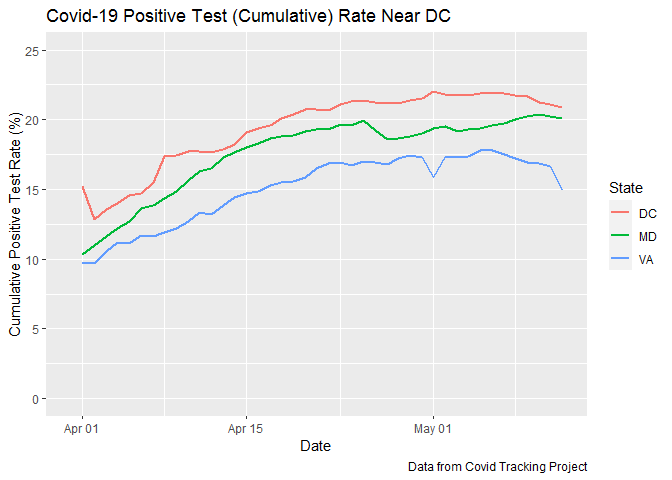 Covid-19 Positive Test (Cumulative) Rate Near DC
Cumulative Positive Test Rate (%)
25
20
15
10
5
0
Apr 01
Apr 15
May 01
Date
State
DC
MD
VA
Data from Covid Tracking Project